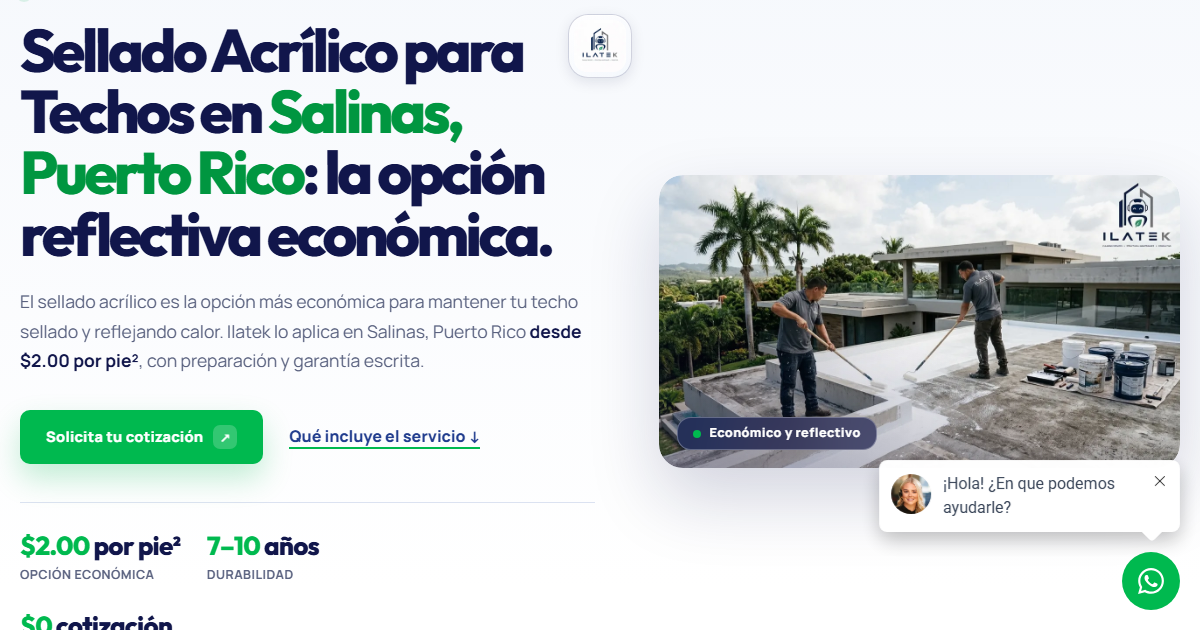 Sellado Acrílico para
Techos en Salinas,
Puerto Rico: la opción
reflectiva económica.
El sellado acrílico es la opción más económica para mantener tu techo
sellado y reflejando calor. Ilatek lo aplica en Salinas, Puerto Rico desde
$2.00 por pie², con preparación y garantía escrita.
Solicita tu cotización ↗
Qué incluye el servicio ↓
$2.00 por pie²
OPCIÓN ECONÓMICA
7–10 años
DURABILIDAD
$0 cotización
ILATEK
ILATEK
Económico y reflectivo
¡Hola! ¿En que podemos
ayudarle?